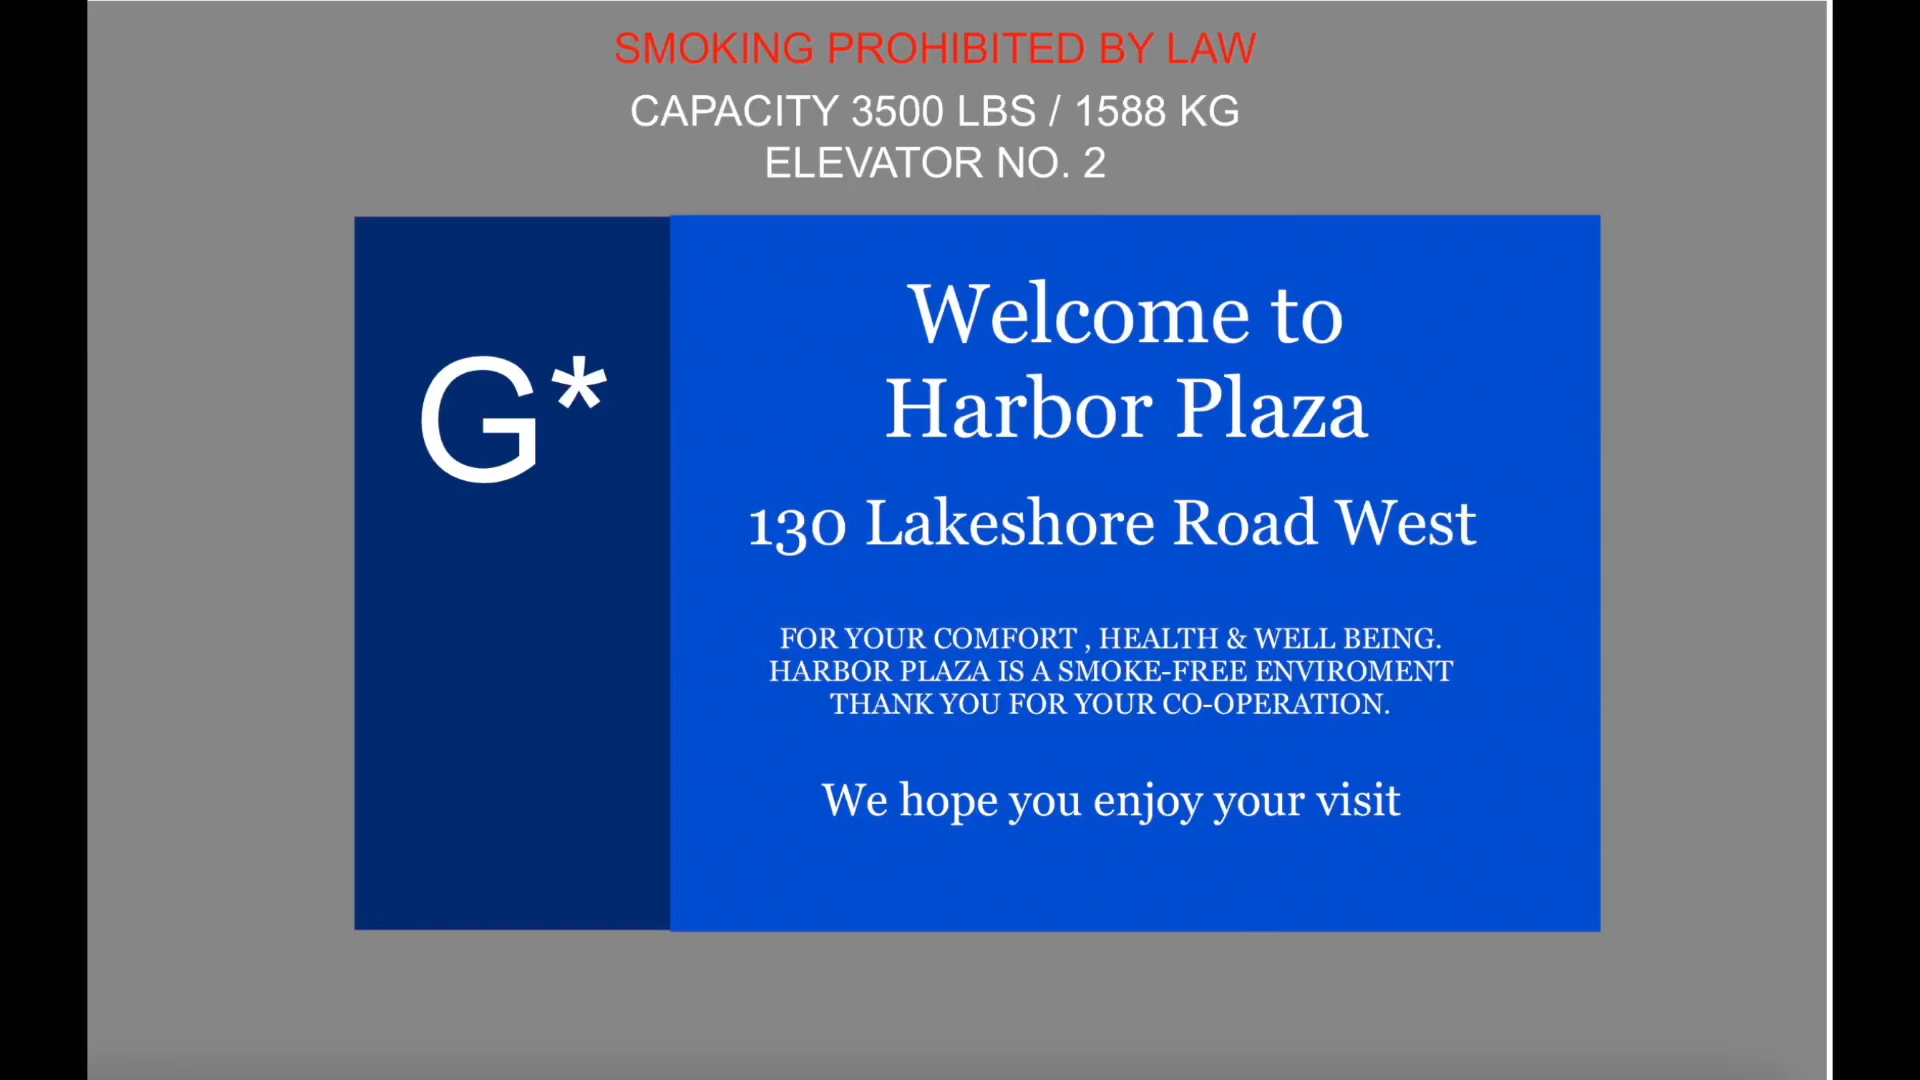 SMOKING PROHIBITED BY LAW
CAPACITY 3500 LBS / 1588 KG
ELEVATOR NO. 2
G*
Welcome to
Harbor Plaza
130 Lakeshore Road West
FOR YOUR COMFORT , HEALTH & WELL BEING.
HARBOR PLAZA IS A SMOKE-FREE ENVIROMENT
THANK YOU FOR YOUR CO-OPERATION.
We hope you enjoy your visit